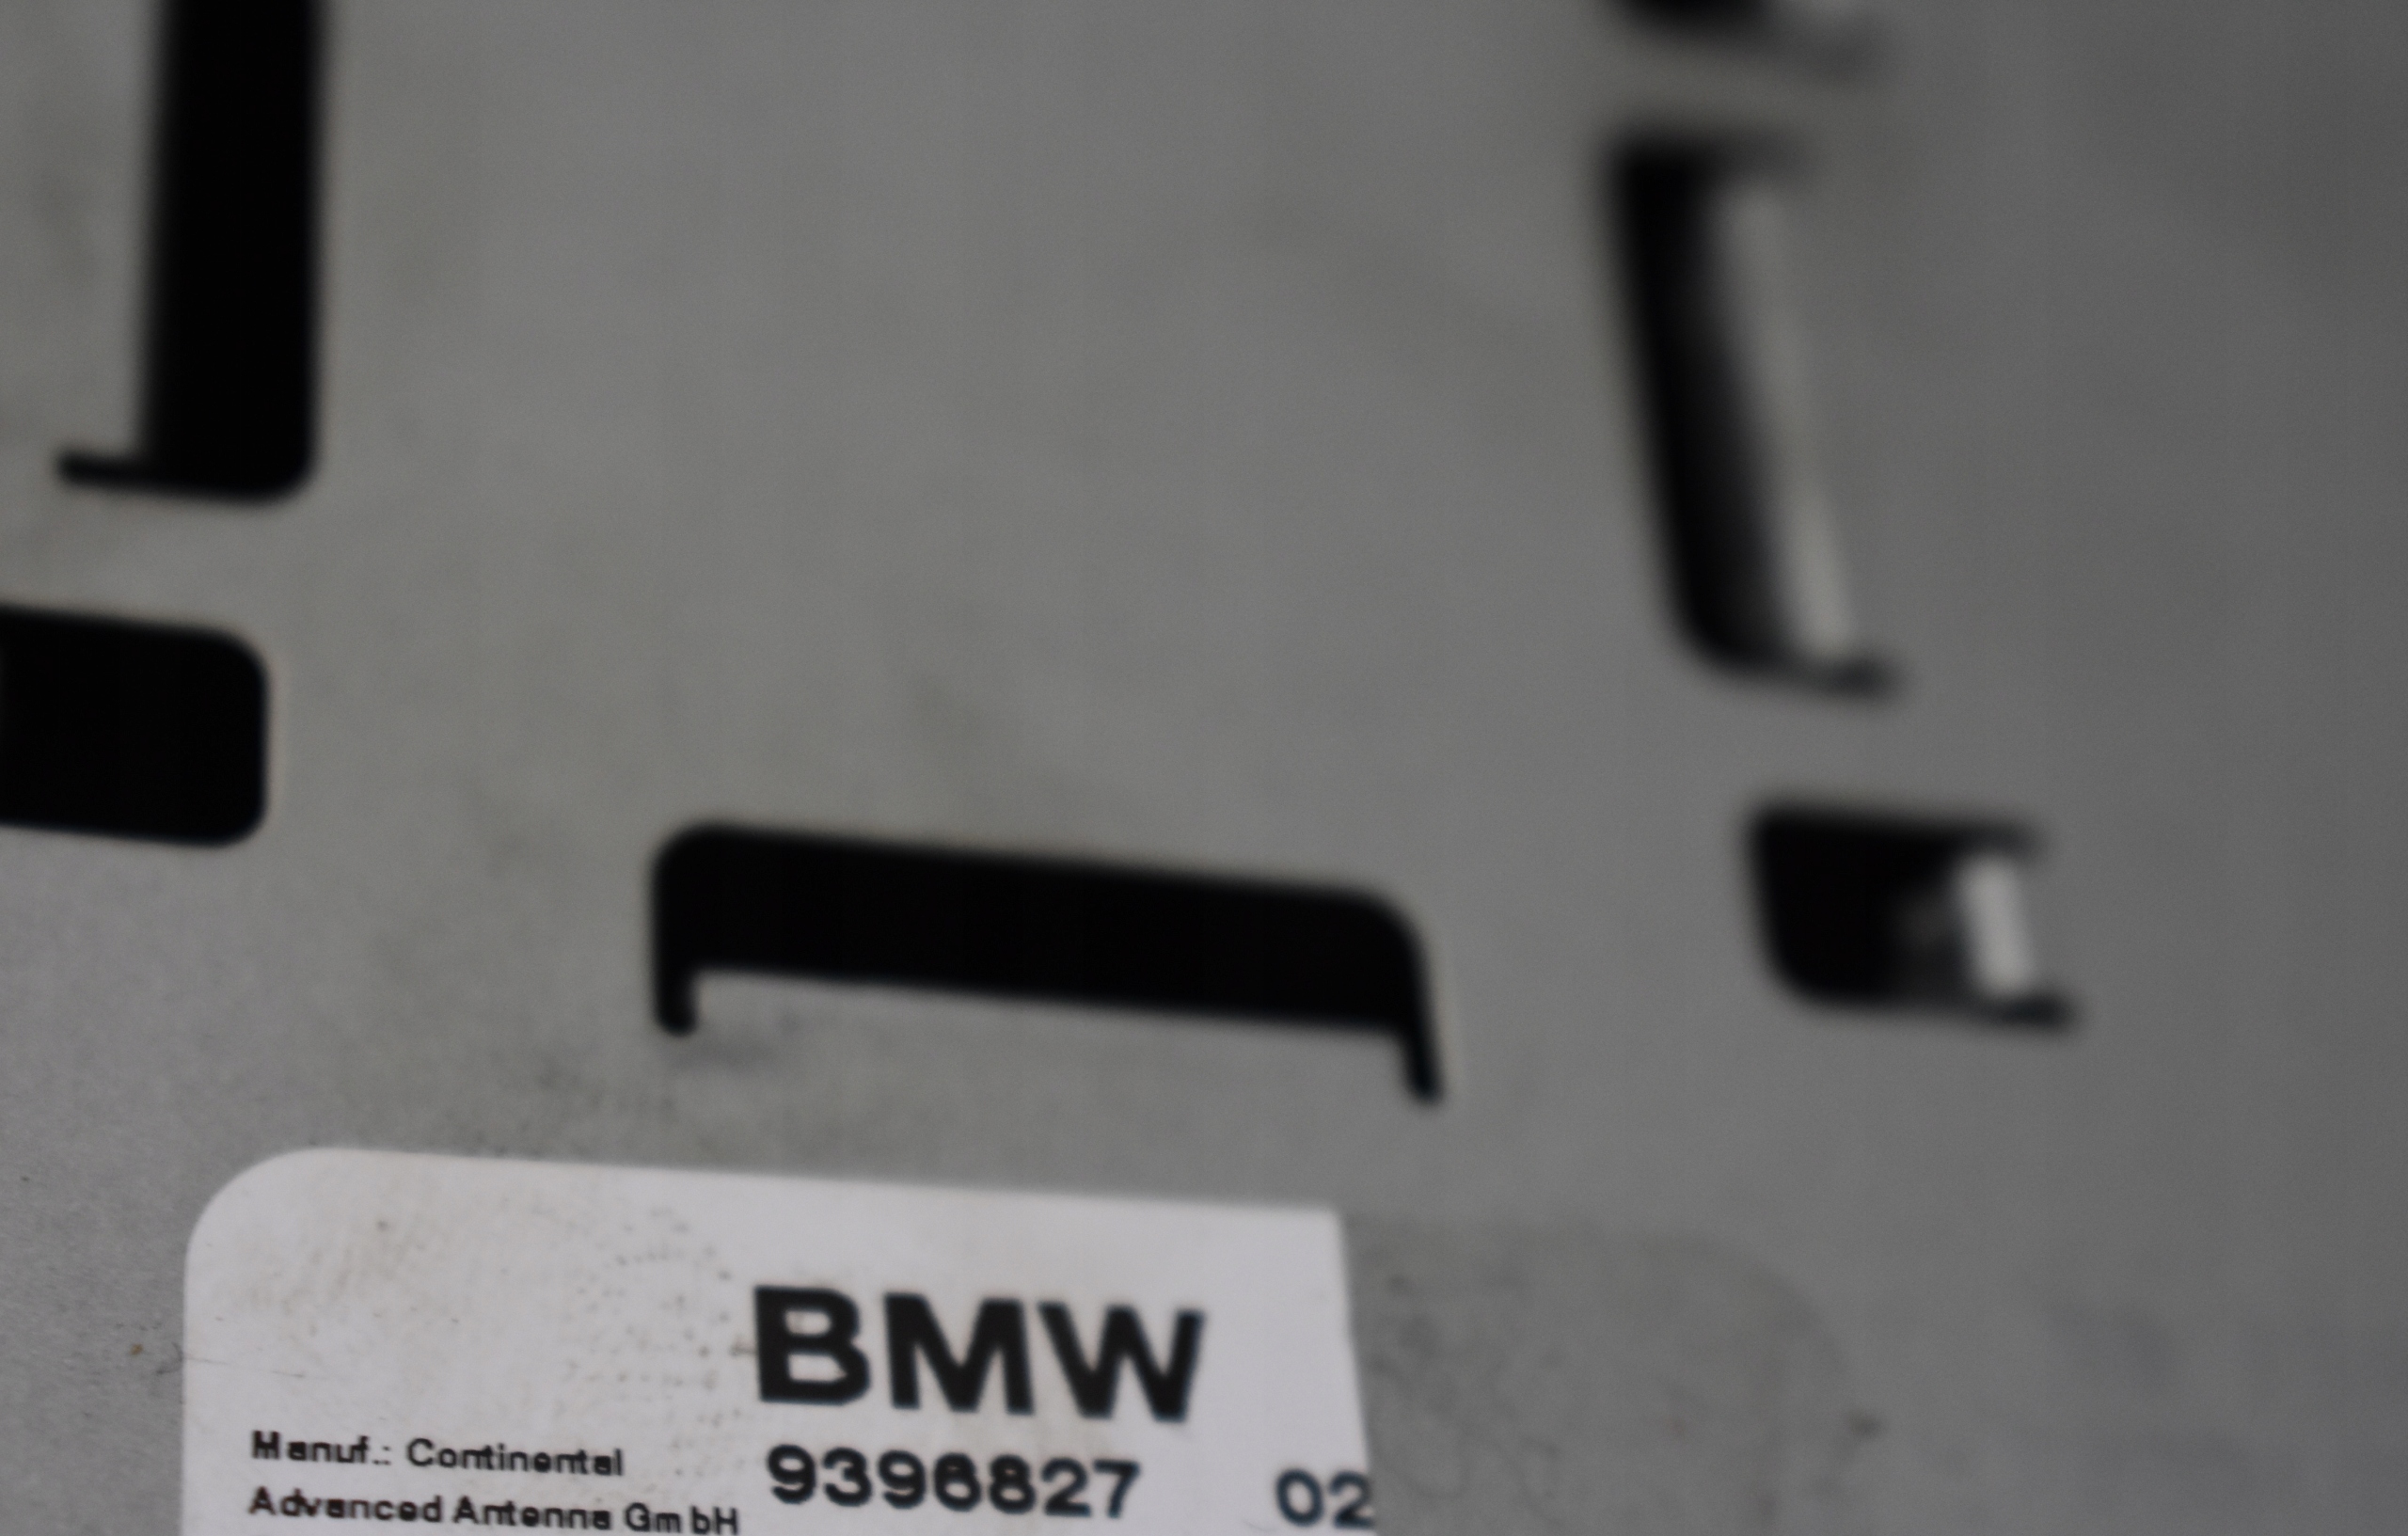 BMW
Manuf.: Continental
9396827 02
Advanced Antenna GmbH